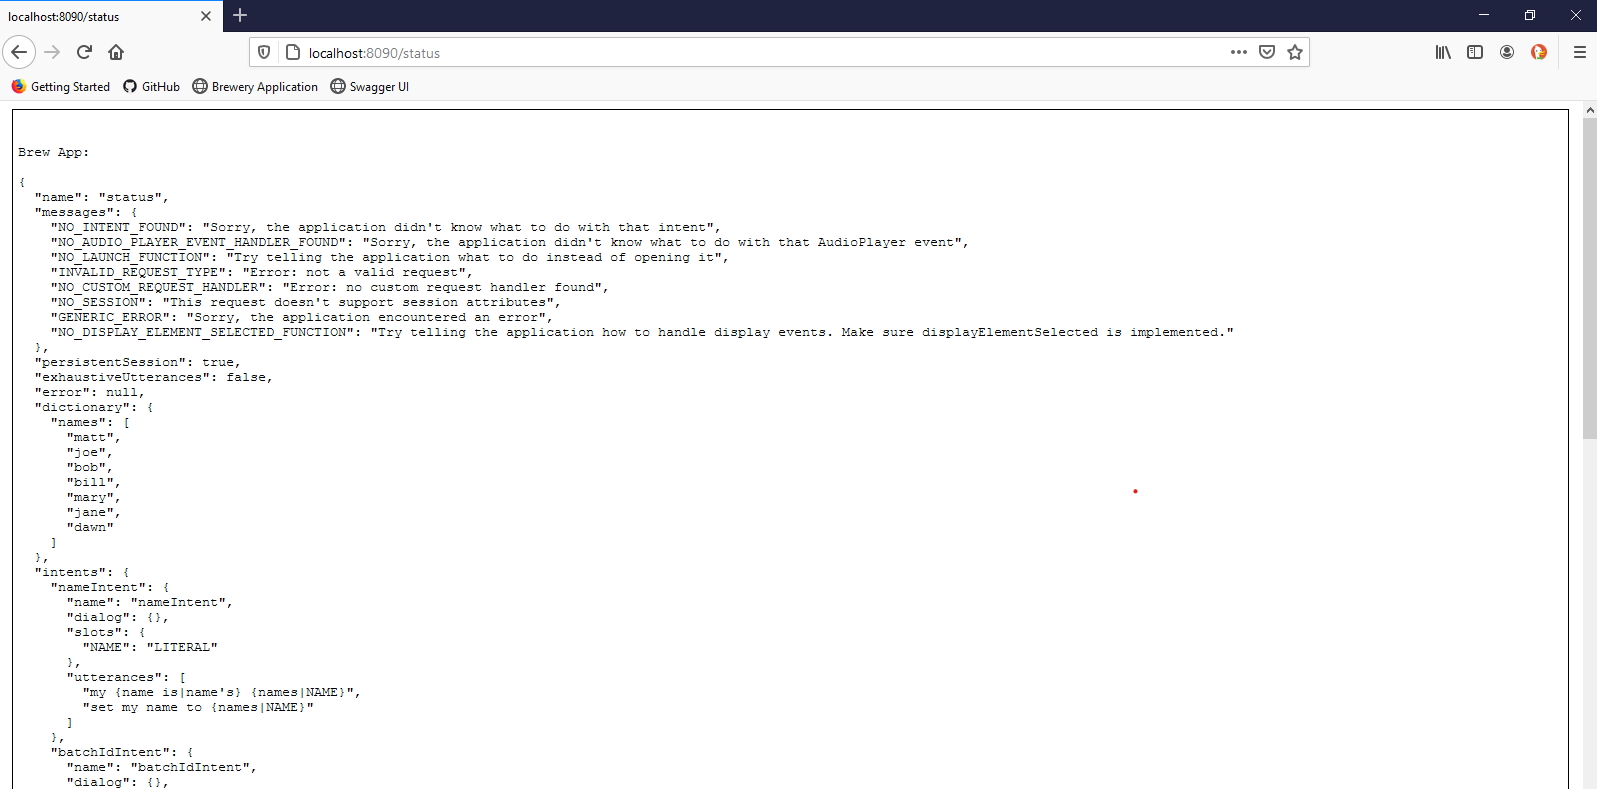 localhost:8090/status
localhost:8090/status
Getting Started GitHub Brewery Application Swagger UI
Brew App:
{
  "name": "status",
  "messages": {
    "NO_INTENT_FOUND": "Sorry, the application didn't know what to do with that intent",
    "NO_AUDIO_PLAYER_EVENT_HANDLER_FOUND": "Sorry, the application didn't know what to do with that AudioPlayer event",
    "NO_LAUNCH_FUNCTION": "Try telling the application what to do instead of opening it",
    "INVALID_REQUEST_TYPE": "Error: not a valid request",
    "NO_CUSTOM_REQUEST_HANDLER": "Error: no custom request handler found",
    "NO_SESSION": "This request doesn't support session attributes",
    "GENERIC_ERROR": "Sorry, the application encountered an error",
    "NO_DISPLAY_ELEMENT_SELECTED_FUNCTION": "Try telling the application how to handle display events. Make sure displayElementSelected is implemented."
  },
  "persistentSession": true,
  "exhaustiveUtterances": false,
  "error": null,
  "dictionary": {
    "names": [
      "matt",
      "joe",
      "bob",
      "bill",
      "mary",
      "jane",
      "dawn"
    ]
  },
  "intents": {
    "nameIntent": {
      "name": "nameIntent",
      "dialog": {},
      "slots": {
        "NAME": "LITERAL"
      },
      "utterances": [
        "my {name is|name's} {names|NAME}",
        "set my name to {names|NAME}"
      ]
    },
    "batchIdIntent": {
      "name": "batchIdIntent",
      "dialog": {},